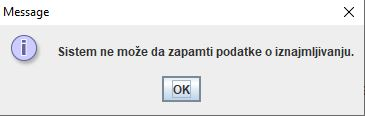 Message
Sistem ne može da zapamti podatke o iznajmljivanju.
OK